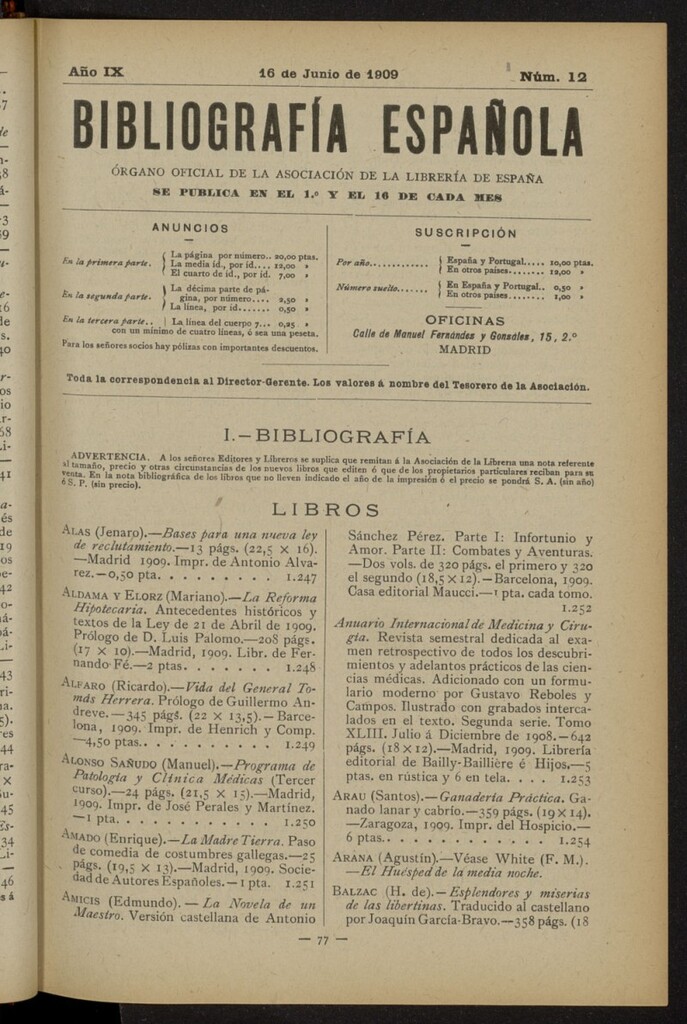 Año IX
16 de Junio de 1909
Núm. 12
BIBLIOGRAFÍA ESPAÑOLA
ÓRGANO OFICIAL DE LA ASOCIACIÓN DE LA LIBRERÍA DE ESPAÑA
SE PUBLICA EN EL 1.º Y EL 16 DE CADA MES
ANUNCIOS
En la primera parte. La página por número.. 20,00 ptas.
La media id., por id.... 12,00 »
El cuarto de id., por id. 7,00 »
En la segunda parte. La décima parte de pá-
gina, por número.... 2,50 »
La línea, por id....... 0,50 »
En la tercera parte.. La línea del cuerpo 7... 0,25 »
con un mínimo de cuatro líneas, ó sea una peseta.
Para los señores socios hay pólizas con importantes descuentos.
SUSCRIPCIÓN
Por año............ España y Portugal..... 10,00 ptas.
En otros países........ 12,00 »
Número suelto....... En España y Portugal.. 0,50 »
En otros países........ 1,00 »
OFICINAS
Calle de Manuel Fernández y González, 15, 2.º
MADRID
Toda la correspondencia al Director-Gerente. Los valores á nombre del Tesorero de la Asociación.
I.—BIBLIOGRAFÍA
ADVERTENCIA. A los señores Editores y Libreros se suplica que remitan á la Asociación de la Librería una nota referente
al tamaño, precio y otras circunstancias de los nuevos libros que editen ó que de los propietarios particulares reciban para su
venta. En la nota bibliográfica de los libros que no lleven indicado el año de la impresión ó el precio se pondrá S. A. (sin año)
ó S. P. (sin precio).
LIBROS
ALAS (Jenaro).—Bases para una nueva ley
de reclutamiento.—13 págs. (22,5 × 16).
—Madrid 1909. Impr. de Antonio Alva-
rez.—0,50 pta. . . . . . . . . 1.247
ALDAMA Y ELORZ (Mariano).—La Reforma
Hipotecaria. Antecedentes históricos y
textos de la Ley de 21 de Abril de 1909.
Prólogo de D. Luis Palomo.—208 págs.
(17 × 10).—Madrid, 1909. Libr. de Fer-
nando Fé.—2 ptas. . . . . . . . 1.248
ALFARO (Ricardo).—Vida del General To-
más Herrera. Prólogo de Guillermo An-
dreve.—345 págs. (22 × 13,5).—Barce-
lona, 1909. Impr. de Henrich y Comp.
—4,50 ptas. . . . . . . . . . . 1.249
ALONSO SAÑUDO (Manuel).—Programa de
Patología y Clínica Médicas (Tercer
curso).—24 págs. (21,5 × 15).—Madrid,
1909. Impr. de José Perales y Martínez.
—1 pta. . . . . . . . . . . . 1.250
AMADO (Enrique).—La Madre Tierra. Paso
de comedia de costumbres gallegas.—25
págs. (19,5 × 13).—Madrid, 1909. Socie-
dad de Autores Españoles.—1 pta. 1.251
AMICIS (Edmundo). — La Novela de un
Maestro. Versión castellana de Antonio
Sánchez Pérez. Parte I: Infortunio y
Amor. Parte II: Combates y Aventuras.
—Dos vols. de 320 págs. el primero y 320
el segundo (18,5 × 12).—Barcelona, 1909.
Casa editorial Maucci.—1 pta. cada tomo.
1.252
Anuario Internacional de Medicina y Ciru-
gía. Revista semestral dedicada al exa-
men retrospectivo de todos los descubri-
mientos y adelantos prácticos de las cien-
cias médicas. Adicionado con un formu-
lario moderno por Gustavo Reboles y
Campos. Ilustrado con grabados interca-
lados en el texto. Segunda serie. Tomo
XLIII. Julio á Diciembre de 1908.—642
págs. (18 × 12).—Madrid, 1909. Librería
editorial de Bailly-Baillière é Hijos.—5
ptas. en rústica y 6 en tela. . . . 1.253
ARAU (Santos).—Ganadería Práctica. Ga-
nado lanar y cabrío.—359 págs. (19 × 14).
—Zaragoza, 1909. Impr. del Hospicio.—
6 ptas. . . . . . . . . . . . . 1.254
ARANA (Agustín).—Véase White (F. M.).
—El Huésped de la media noche.
BALZAC (H. de).—Esplendores y miserias
de las libertinas. Traducido al castellano
por Joaquín García-Bravo.—358 págs. (18
— 77 —